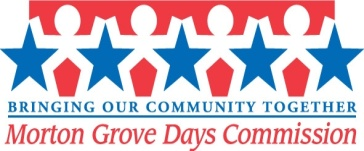 BRINGING OUR COMMUNITY TOGETHER
Morton Grove Days Commission